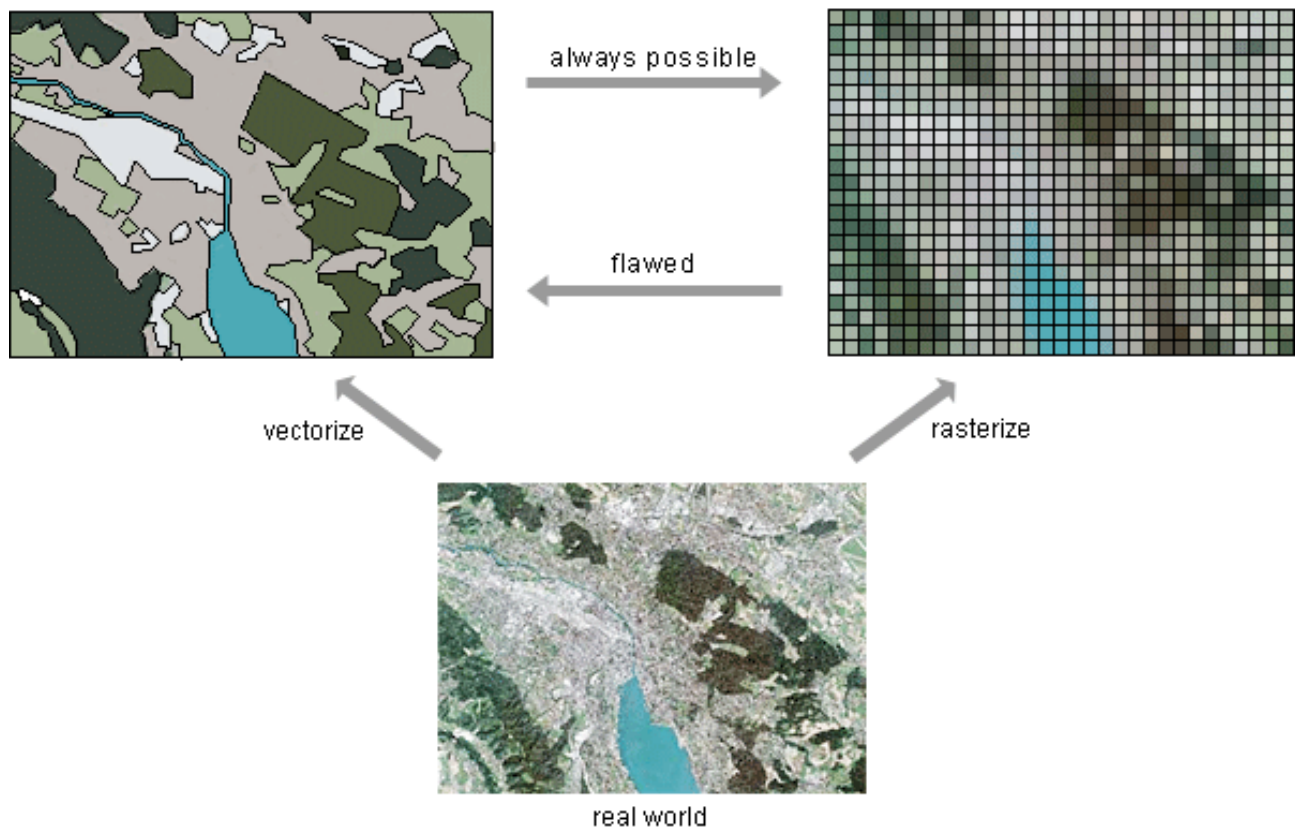 always possible
flawed
vectorize
rasterize
real world